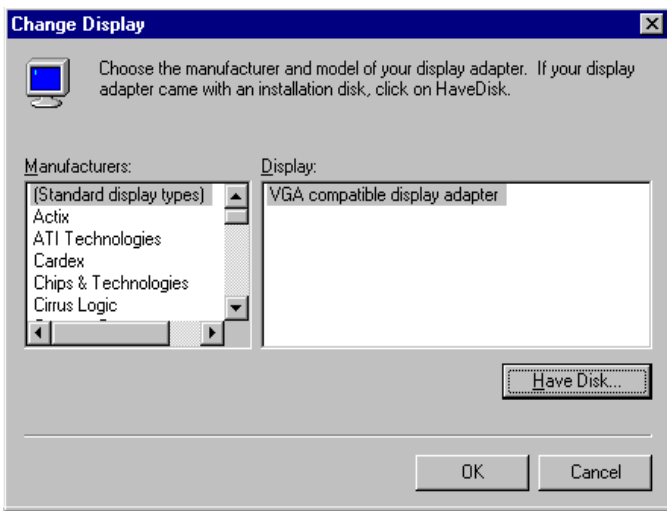 Change Display
Choose the manufacturer and model of your display adapter. If your display
adapter came with an installation disk, click on HaveDisk.
Manufacturers:
(Standard display types)
Actix
ATI Technologies
Cardex
Chips & Technologies
Cirrus Logic
Display:
VGA compatible display adapter
Have Disk...
OK
Cancel